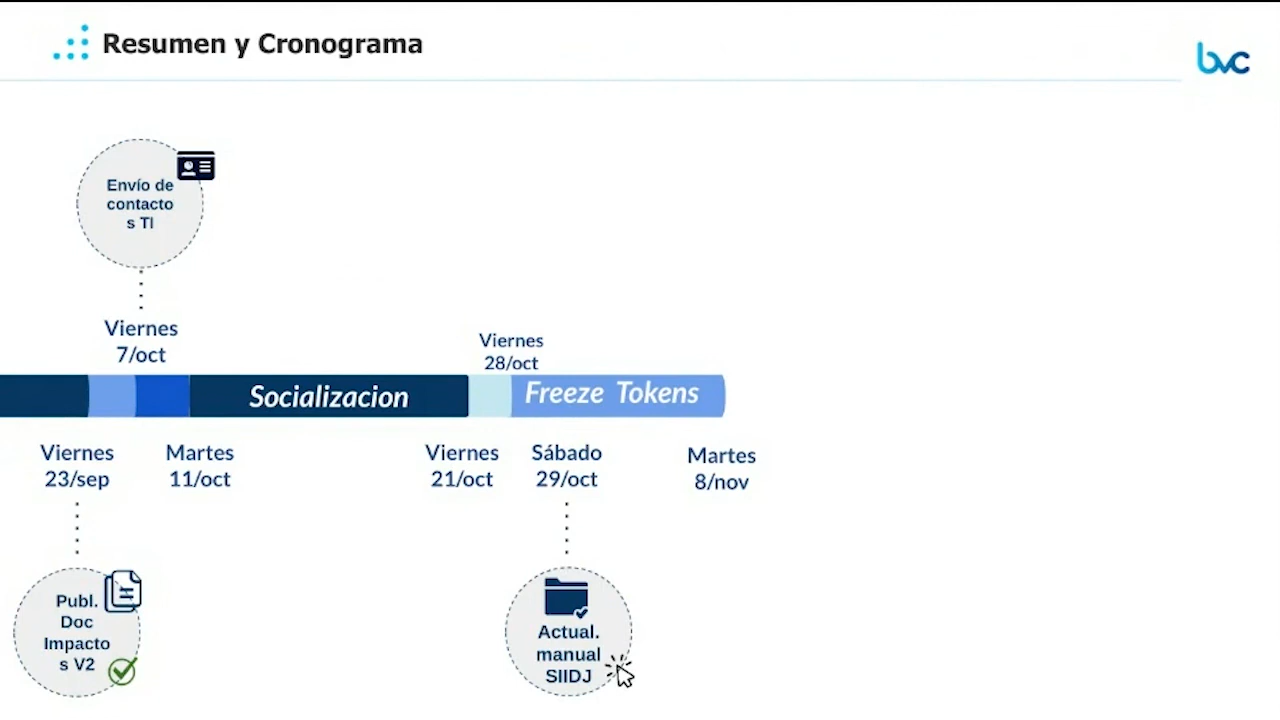 Resumen y Cronograma
bvc
Envío de
contacto
s TI
Viernes
7/oct
Viernes
28/oct
Socializacion
Freeze Tokens
Viernes
23/sep
Martes
11/oct
Viernes
21/oct
Sábado
29/oct
Martes
8/nov
Publ.
Doc
Impacto
s V2
Actual.
manual
SIIDJ